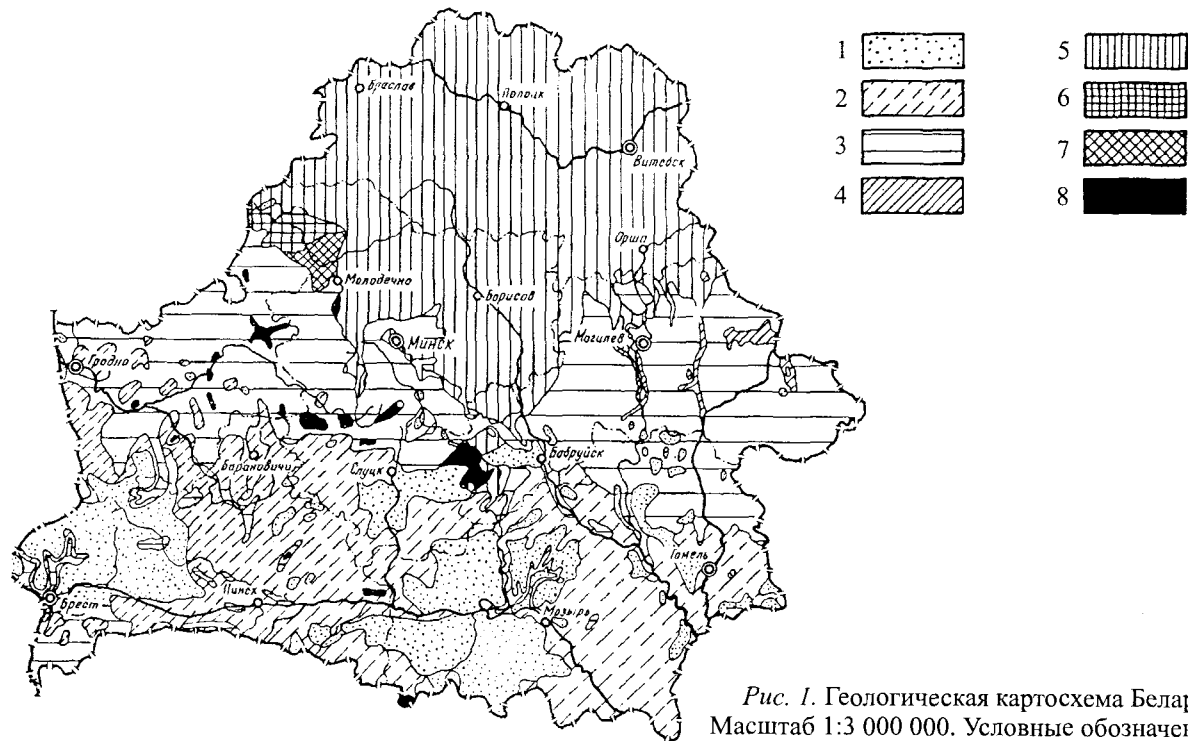 1
5
2
6
3
7
4
8
Браслав
Полоцк
Витебск
Орша
Молодечно
Борисов
Минск
Могилев
Гродно
Барановичи
Слуцк
Бобруйск
Гомель
Брест
Пинск
Мозырь
Рис. 1. Геологическая картосхема Белар
Масштаб 1:3 000 000. Условные обозначен